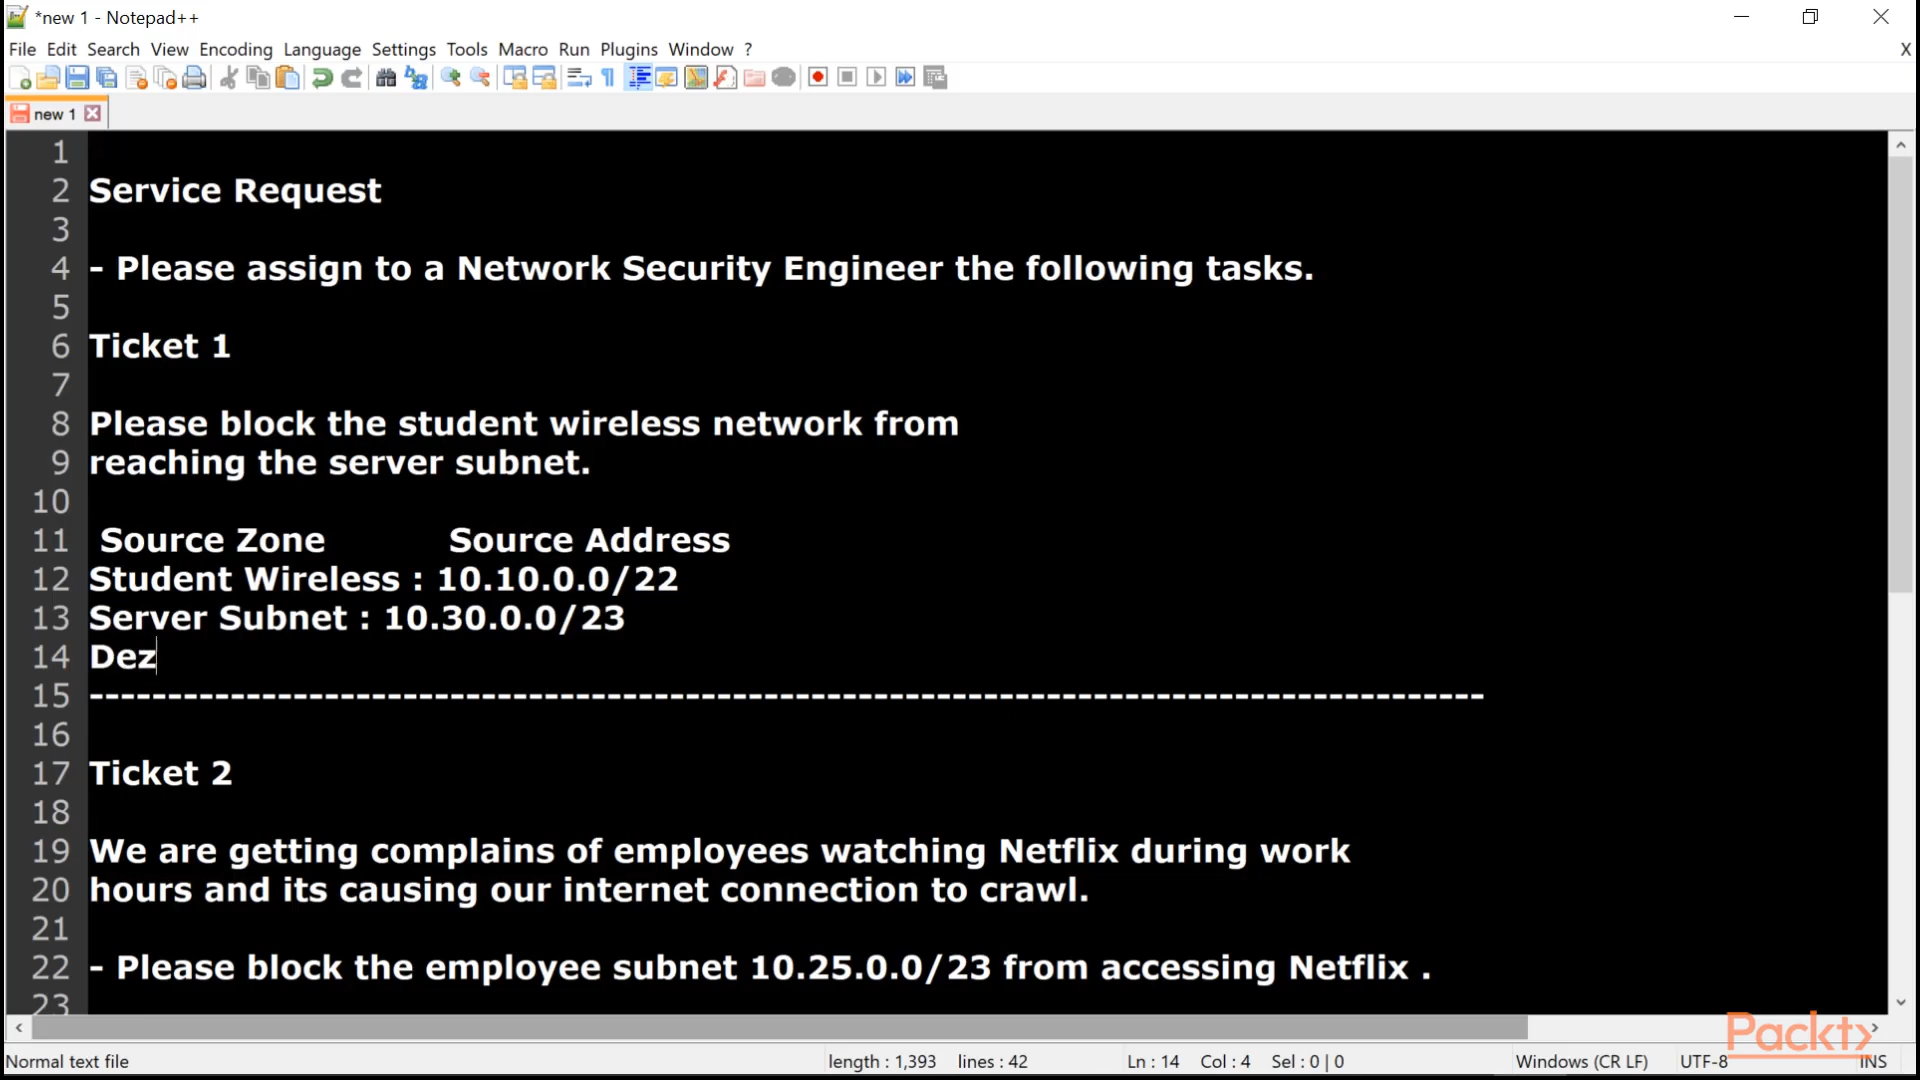 *new 1 - Notepad++
File Edit Search View Encoding Language Settings Tools Macro Run Plugins Window ?
X
new 1
1
2 Service Request
3
4 - Please assign to a Network Security Engineer the following tasks.
5
6 Ticket 1
7
8 Please block the student wireless network from
9 reaching the server subnet.
10
11 Source Zone Source Address
12 Student Wireless : 10.10.0.0/22
13 Server Subnet : 10.30.0.0/23
14 Dez
15 ------------------------------------------------------------------------------------------
16
17 Ticket 2
18
19 We are getting complains of employees watching Netflix during work
20 hours and its causing our internet connection to crawl.
21
22 - Please block the employee subnet 10.25.0.0/23 from accessing Netflix .
23
Packt>
Normal text file length : 1,393 lines : 42 Ln : 14 Col : 4 Sel : 0 | 0 Windows (CR LF) UTF-8 INS